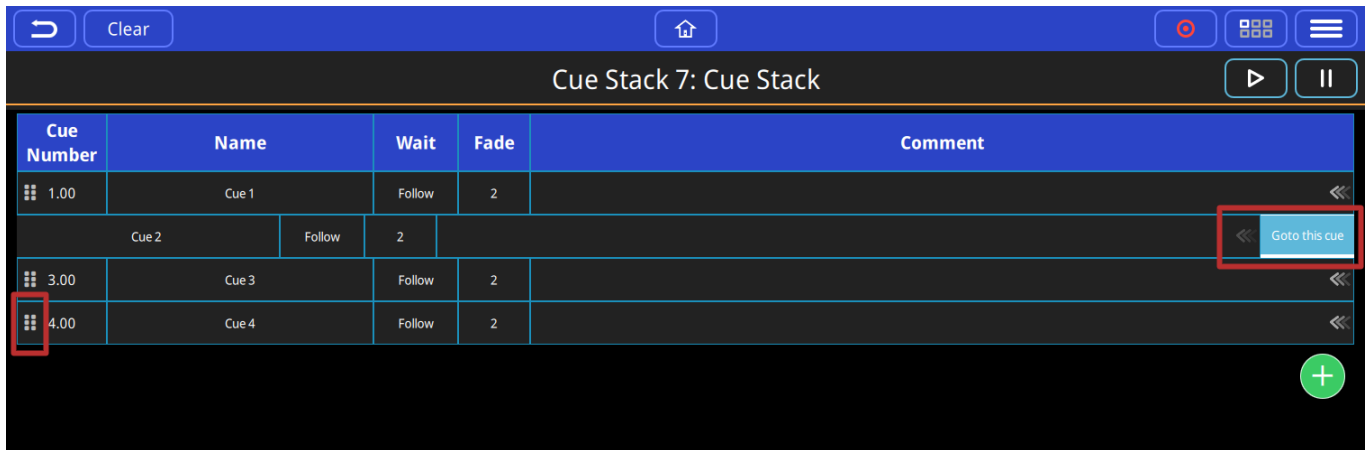 Clear
Cue Stack 7: Cue Stack
Cue Number Name Wait Fade Comment
1.00 Cue 1 Follow 2
Cue 2 Follow 2 Goto this cue
3.00 Cue 3 Follow 2
4.00 Cue 4 Follow 2